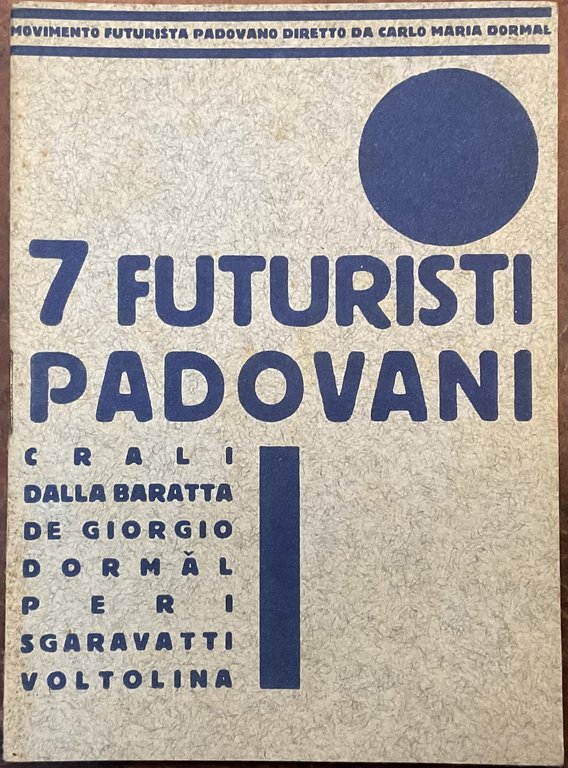 MOVIMENTO FUTURISTA PADOVANO DIRETTO DA CARLO MARIA DORMAL
7 FUTURISTI
PADOVANI
CRALI
DALLA BARATTA
DE GIORGIO
DORMĂL
PERI
SGARAVATTI
VOLTOLINA